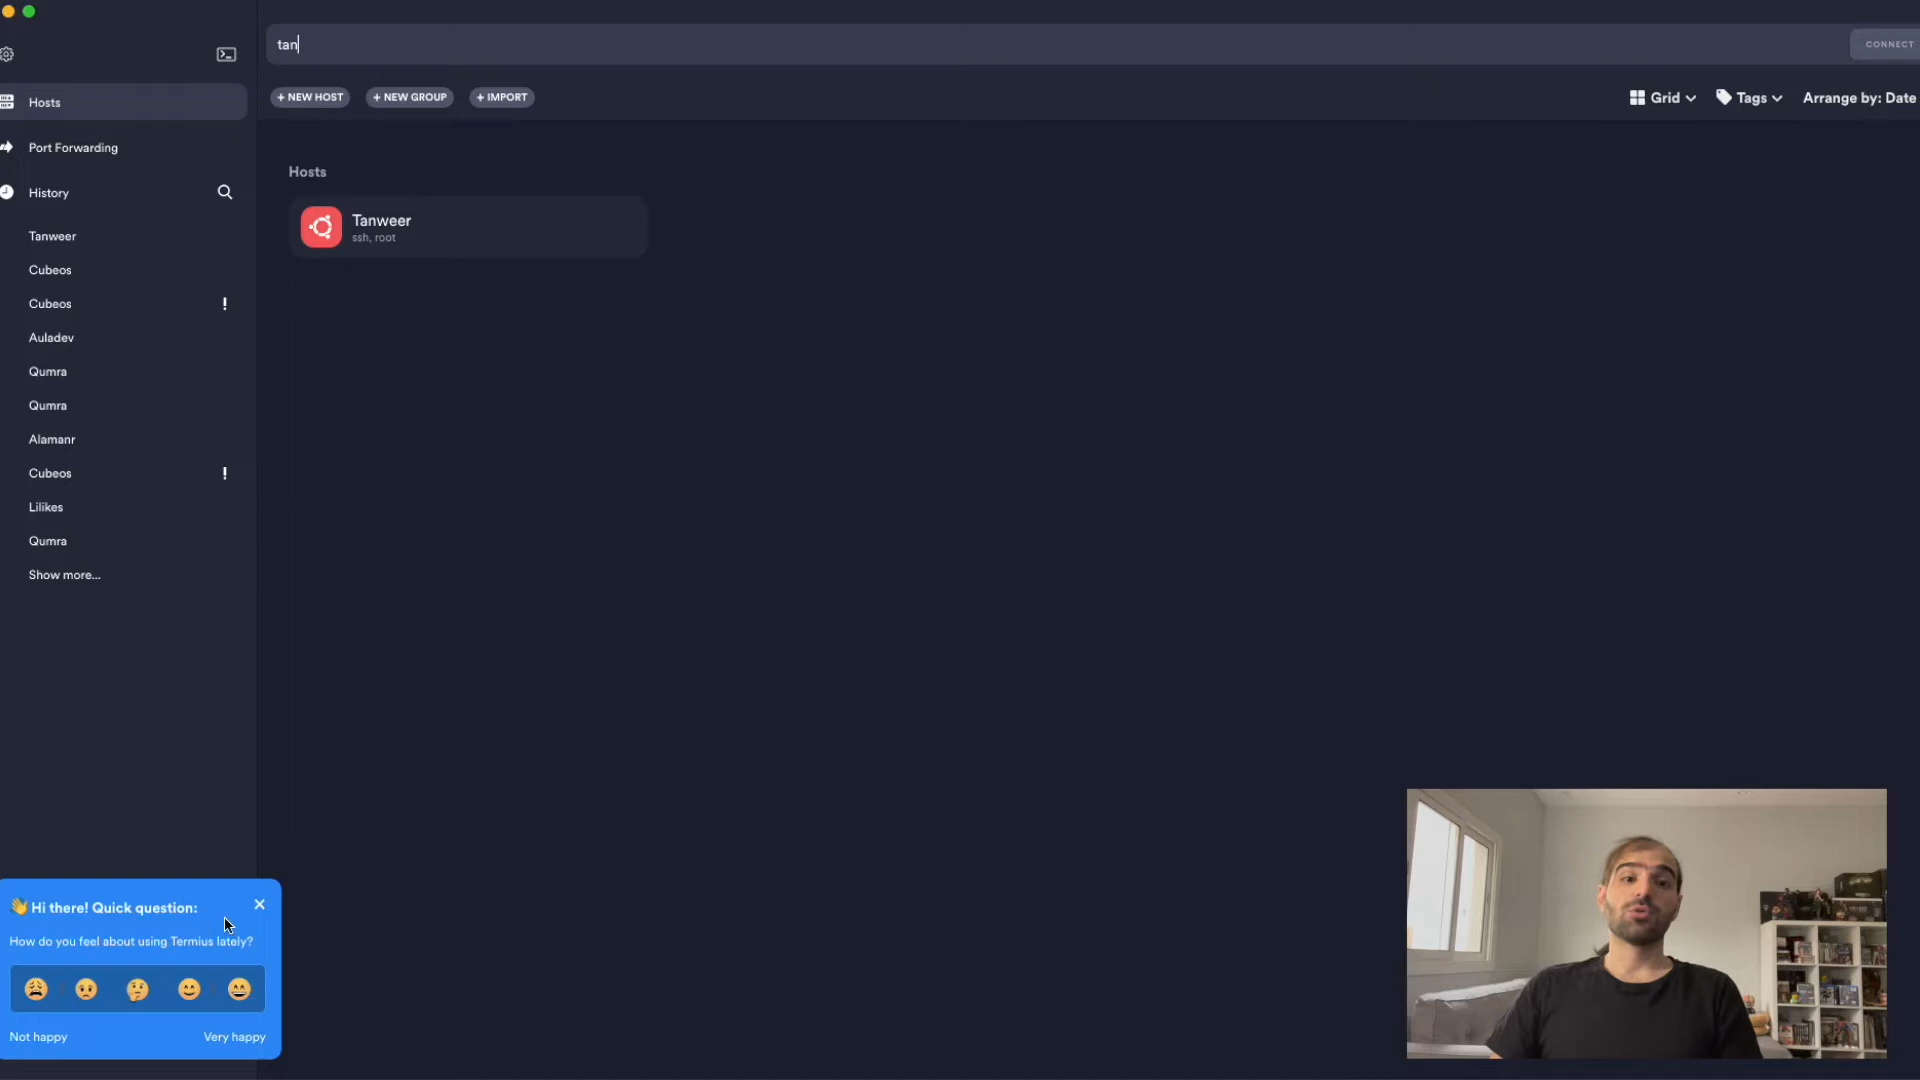 tan
CONNECT
+ NEW HOST
+ NEW GROUP
+ IMPORT
Grid
Tags
Arrange by: Date
Hosts
Port Forwarding
History
Tanweer
Cubeos
Cubeos !
Auladev
Qumra
Qumra
Alamanr
Cubeos !
Lilikes
Qumra
Show more...
Hosts
Tanweer
ssh, root
👋 Hi there! Quick question:
How do you feel about using Termius lately?
Not happy
Very happy